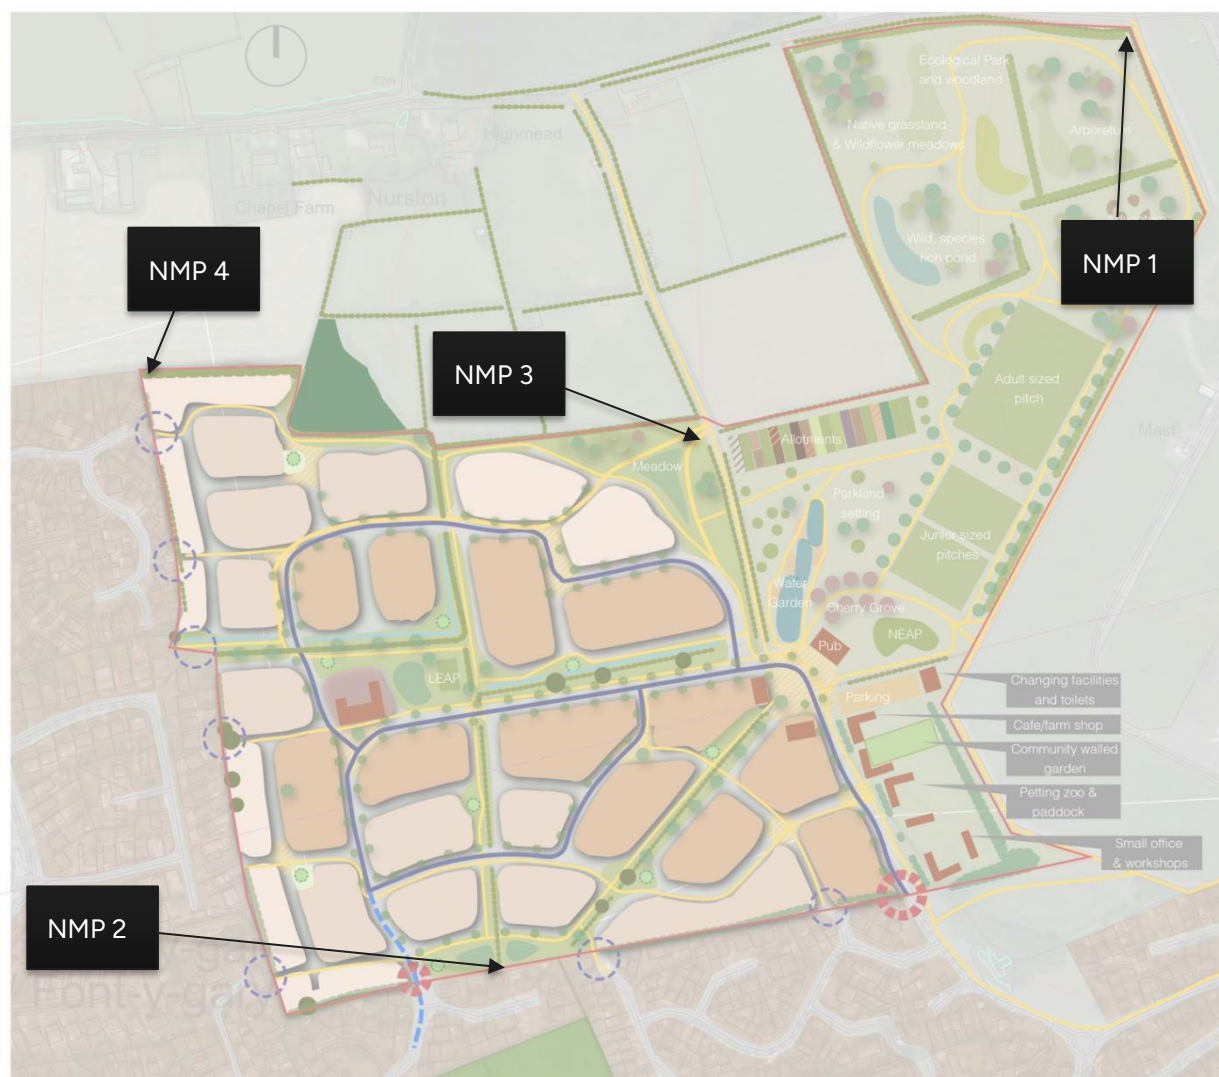 52m
Highmead
Nurston
Chapel Farm
Track
Ecological Park
and woodland
Native grassland
& Wildflower meadows
Arboretum
Wild, species
rich pond
NMP 1
NMP 4
NMP 3
Adult sized
pitch
Mast
Allotments
Meadow
Parkland
setting
Junior sized
pitches
Water
Garden
Cherry Grove
NEAP
Pub
LEAP
Parking
Changing facilities
and toilets
Cafe/farm shop
Community walled
garden
Petting zoo &
paddock
Small office
& workshops
NMP 2
Font-y-ga